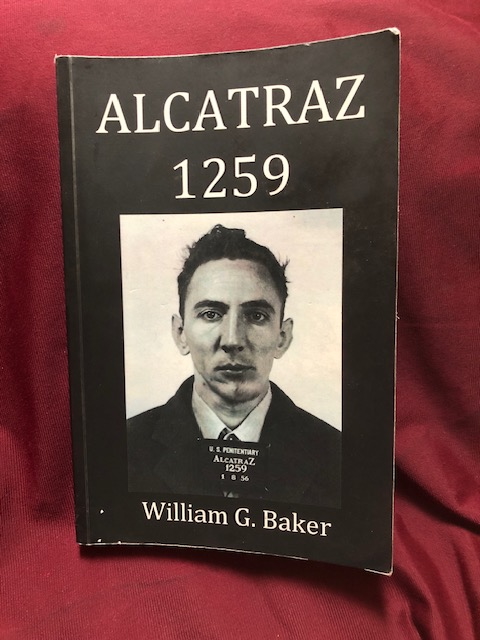 ALCATRAZ
1259
U. S. PENITENTIARY
ALCATRAZ
1259
1 8 56
William G. Baker